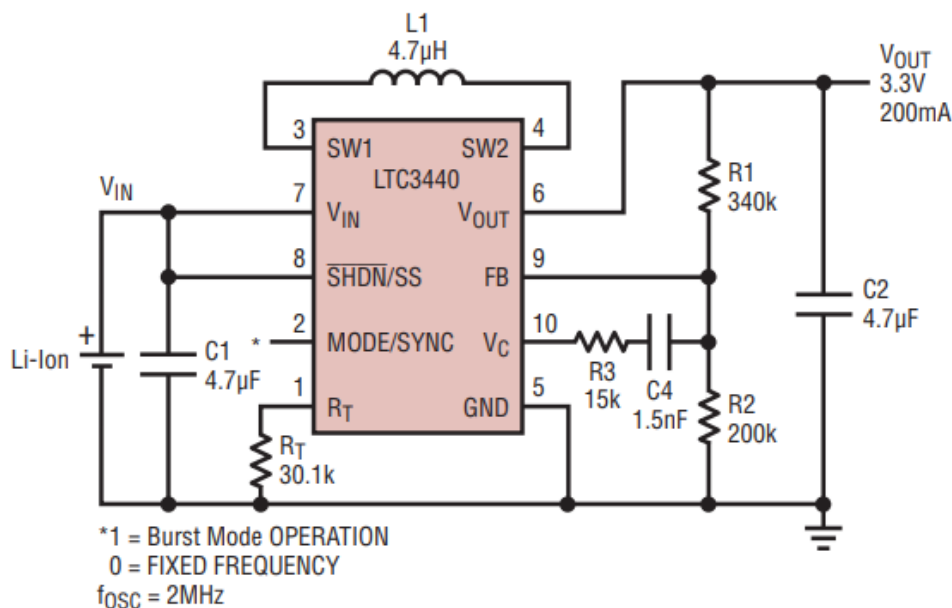 L1
4.7µH
VOUT
3.3V
200mA
3
4
SW1
SW2
LTC3440
R1
340k
VIN
7
6
VIN
VOUT
8
9
SHDN/SS
FB
C2
4.7µF
+
Li-Ion
C1
4.7µF
2
10
*
MODE/SYNC
VC
R3
15k
C4
1.5nF
1
5
RT
GND
R2
200k
RT
30.1k
*1 = Burst Mode OPERATION
0 = FIXED FREQUENCY
fOSC = 2MHz